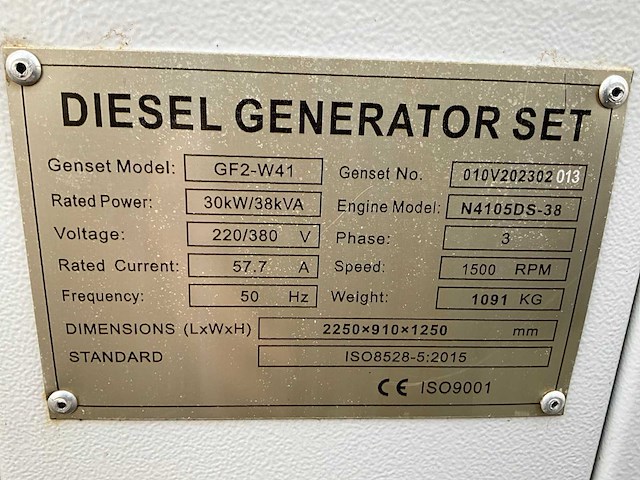 DIESEL GENERATOR SET
Genset Model: GF2-W41 Genset No. 010V202302 013
Rated Power: 30kW/38kVA Engine Model: N4105DS-38
Voltage: 220/380 V Phase: 3
Rated Current: 57.7 A Speed: 1500 RPM
Frequency: 50 Hz Weight: 1091 KG
DIMENSIONS (LxWxH) 2250×910×1250 mm
STANDARD ISO8528-5:2015
CE ISO9001